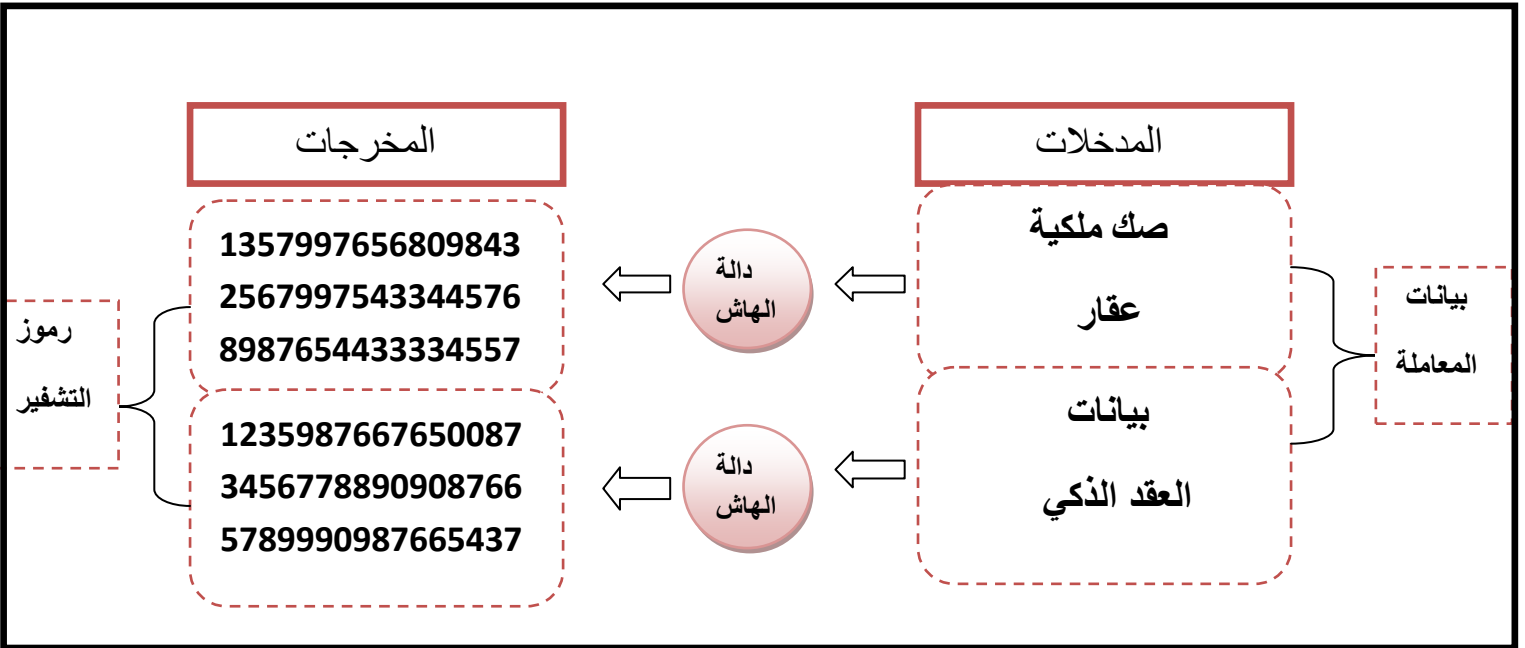 المدخلات
المخرجات
بيانات
المعاملة
صك ملكية
عقار
دالة
الهاش
1357997656809843
2567997543344576
8987654433334557
بيانات
العقد الذكي
دالة
الهاش
1235987667650087
3456778890908766
5789990987665437
رموز
التشفير